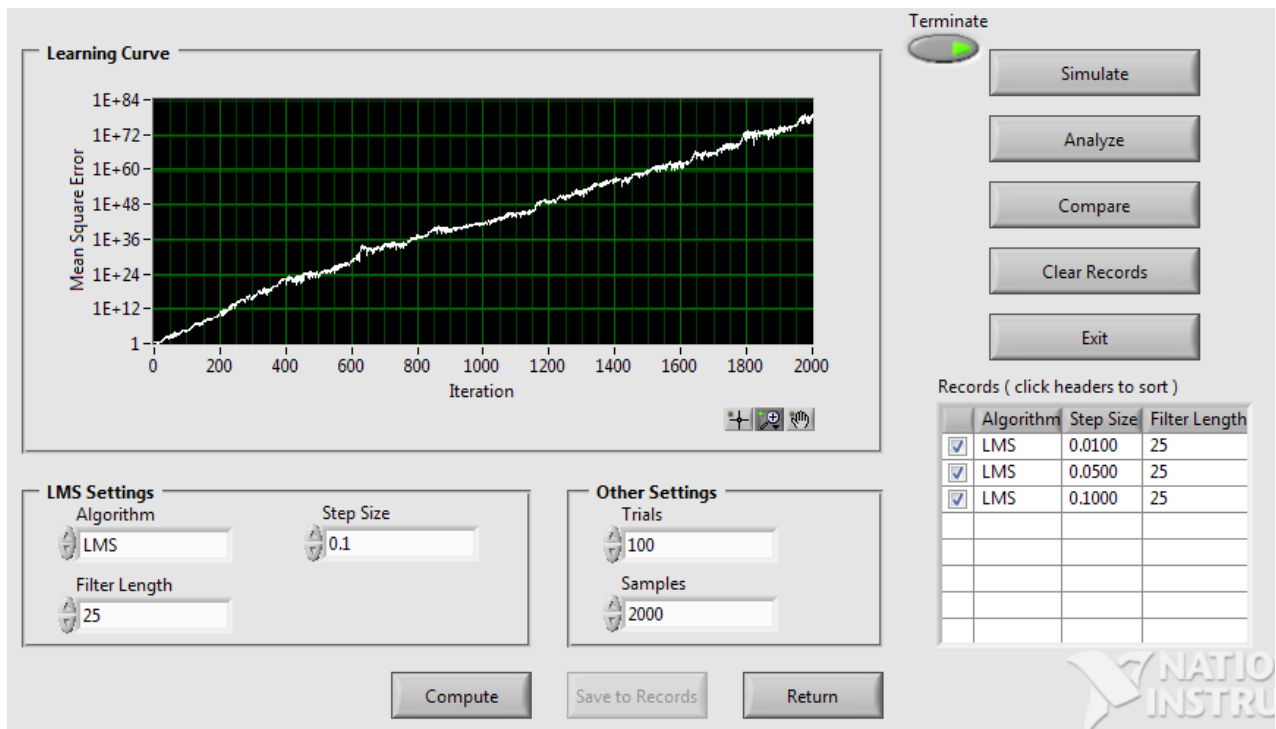 Terminate
Learning Curve
Mean Square Error
1E+84
1E+72
1E+60
1E+48
1E+36
1E+24
1E+12
1
0 200 400 600 800 1000 1200 1400 1600 1800 2000
Iteration
Simulate
Analyze
Compare
Clear Records
Exit
Records ( click headers to sort )
Algorithm Step Size Filter Length
LMS 0.0100 25
LMS 0.0500 25
LMS 0.1000 25
LMS Settings
Algorithm Step Size
LMS 0.1
Filter Length
25
Other Settings
Trials
100
Samples
2000
Compute Save to Records Return
NATIO
INSTRU